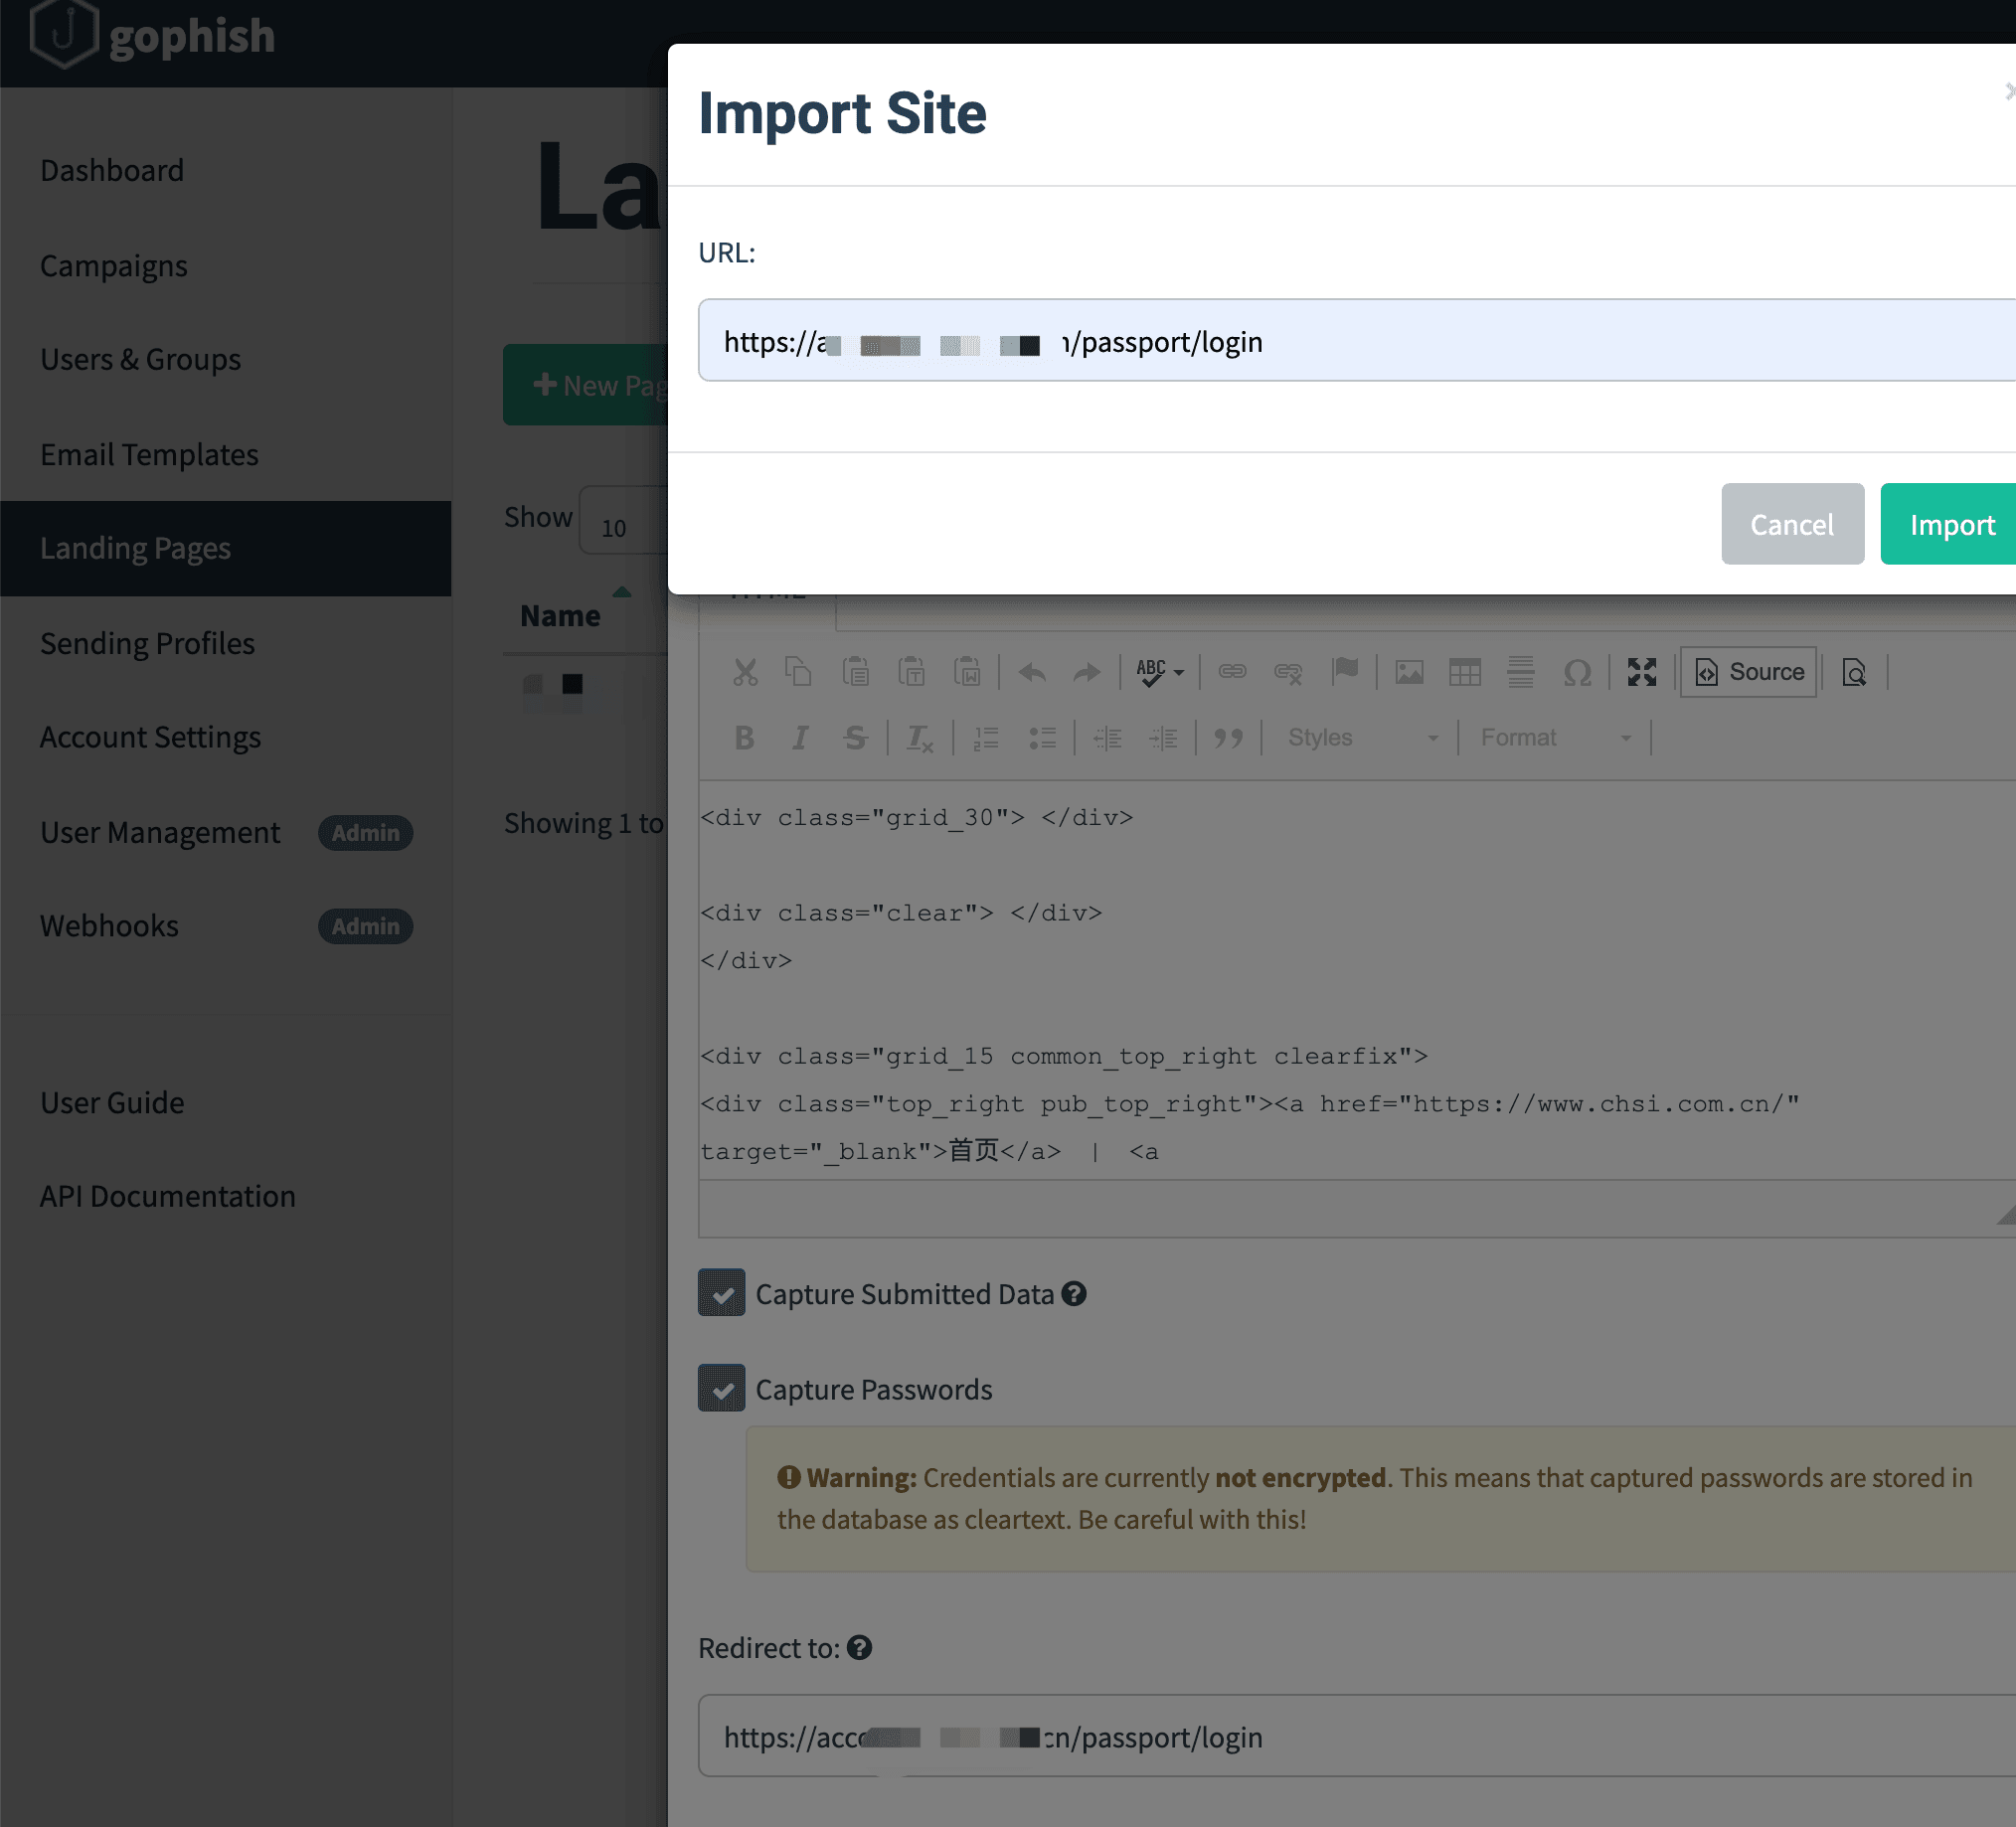 gophish
Import Site
Dashboard
La
URL:
Campaigns
https:// /passport/login
Users & Groups
New Pag
Email Templates
Show 10
Cancel
Import
Landing Pages
Name
Sending Profiles
ABC
Source
Account Settings
B I S Styles Format
User Management Admin
Showing 1 to
<div class="grid_30"> </div>
Webhooks Admin
<div class="clear"> </div>
</div>
<div class="grid_15 common_top_right clearfix">
User Guide
<div class="top_right pub_top_right"><a href="https://www.chsi.com.cn/"
target="_blank">首页</a> | <a
API Documentation
Capture Submitted Data
Capture Passwords
Warning: Credentials are currently not encrypted. This means that captured passwords are stored in
the database as cleartext. Be careful with this!
Redirect to:
https://acc cn/passport/login